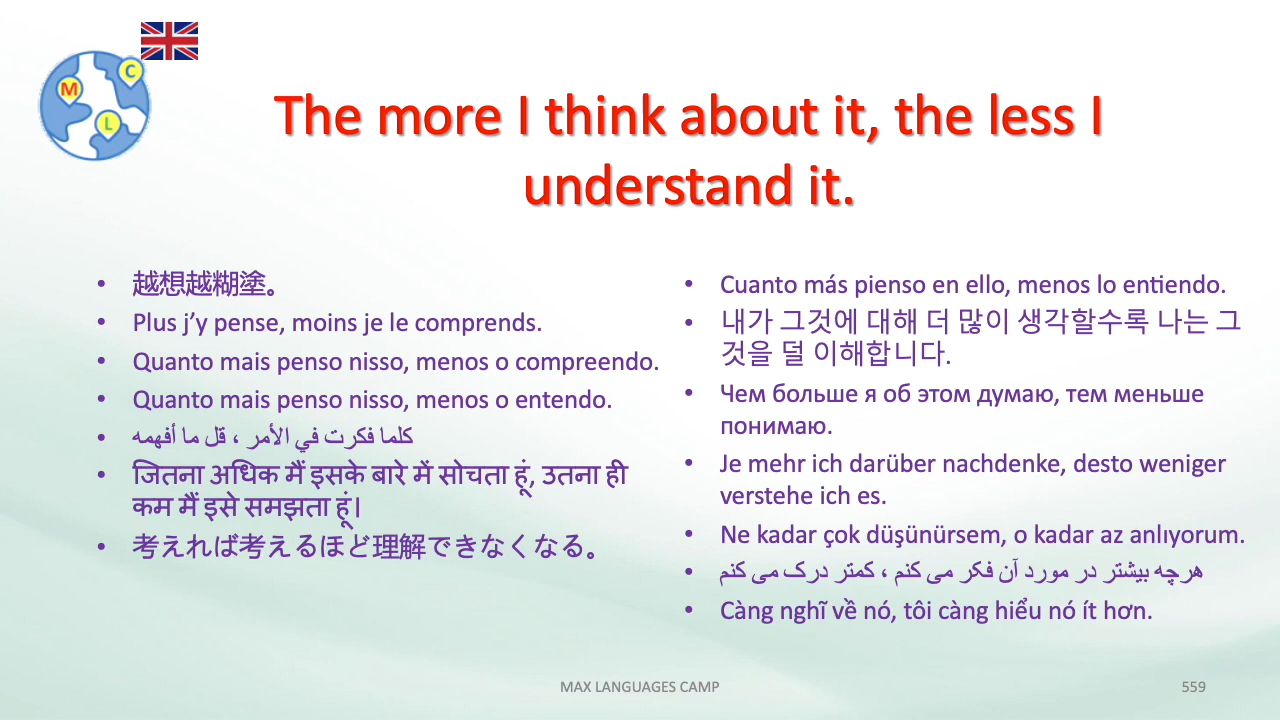 M
C
L
The more I think about it, the less I
understand it.
• 越想越糊塗。
• Plus j’y pense, moins je le comprends.
• Quanto mais penso nisso, menos o compreendo.
• Quanto mais penso nisso, menos o entendo.
• كلما فكرت في الأمر ، قل ما أفهمه
• जितना अधिक मैं इसके बारे में सोचता हूं, उतना ही
कम मैं इसे समझता हूं।
• 考えれば考えるほど理解できなくなる。
• Cuanto más pienso en ello, menos lo entiendo.
• 내가 그것에 대해 더 많이 생각할수록 나는 그
것을 덜 이해합니다.
• Чем больше я об этом думаю, тем меньше
понимаю.
• Je mehr ich darüber nachdenke, desto weniger
verstehe ich es.
• Ne kadar çok düşünürsem, o kadar az anlıyorum.
• هرچه بیشتر در مورد آن فکر می کنم ، کمتر درک می کنم
• Càng nghĩ về nó, tôi càng hiểu nó ít hơn.
MAX LANGUAGES CAMP
559